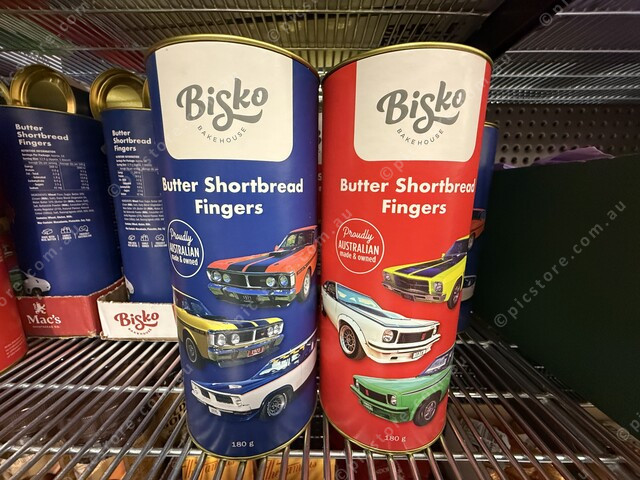 Bisko
BAKEHOUSE
Butter Shortbread
Fingers
Proudly
AUSTRALIAN
made & owned
180 g
Bisko
BAKEHOUSE
Butter Shortbread
Fingers
Proudly
AUSTRALIAN
made & owned
180 g
Butter
Shortbread
Fingers
Butter
Shortbread
Fingers
Mac's
Bisko
BAKEHOUSE
© picstore.com.au